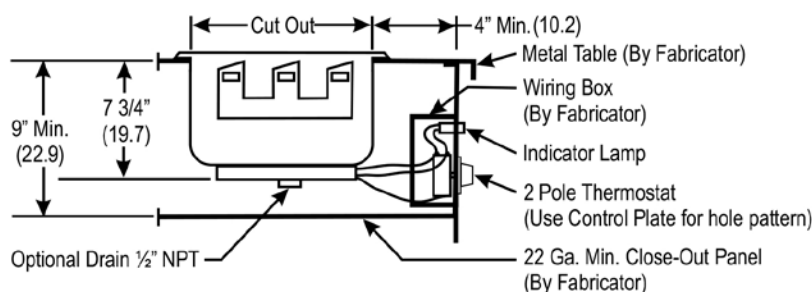 Cut Out
4” Min.(10.2)
Metal Table (By Fabricator)
Wiring Box
(By Fabricator)
Indicator Lamp
2 Pole Thermostat
(Use Control Plate for hole pattern)
22 Ga. Min. Close-Out Panel
(By Fabricator)
7 3/4”
(19.7)
9” Min.
(22.9)
Optional Drain ½” NPT